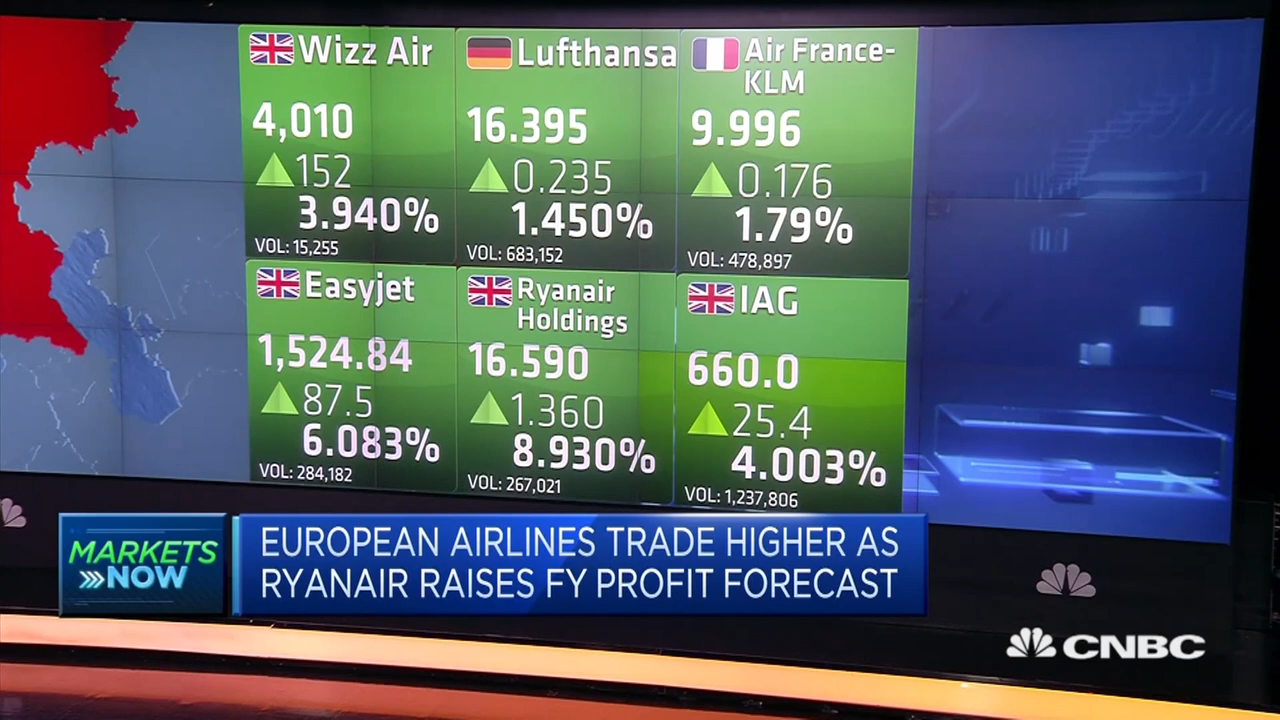 Wizz Air
4,010
152
3.940%
VOL: 15,255
Lufthansa
16.395
0.235
1.450%
VOL: 683,152
Air France-
KLM
9.996
0.176
1.79%
VOL: 478,897
Easyjet
1,524.84
87.5
6.083%
VOL: 284,182
Ryanair
Holdings
16.590
1.360
8.930%
VOL: 267,021
IAG
660.0
25.4
4.003%
VOL: 1,237,806
MARKETS
NOW
EUROPEAN AIRLINES TRADE HIGHER AS
RYANAIR RAISES FY PROFIT FORECAST
CNBC